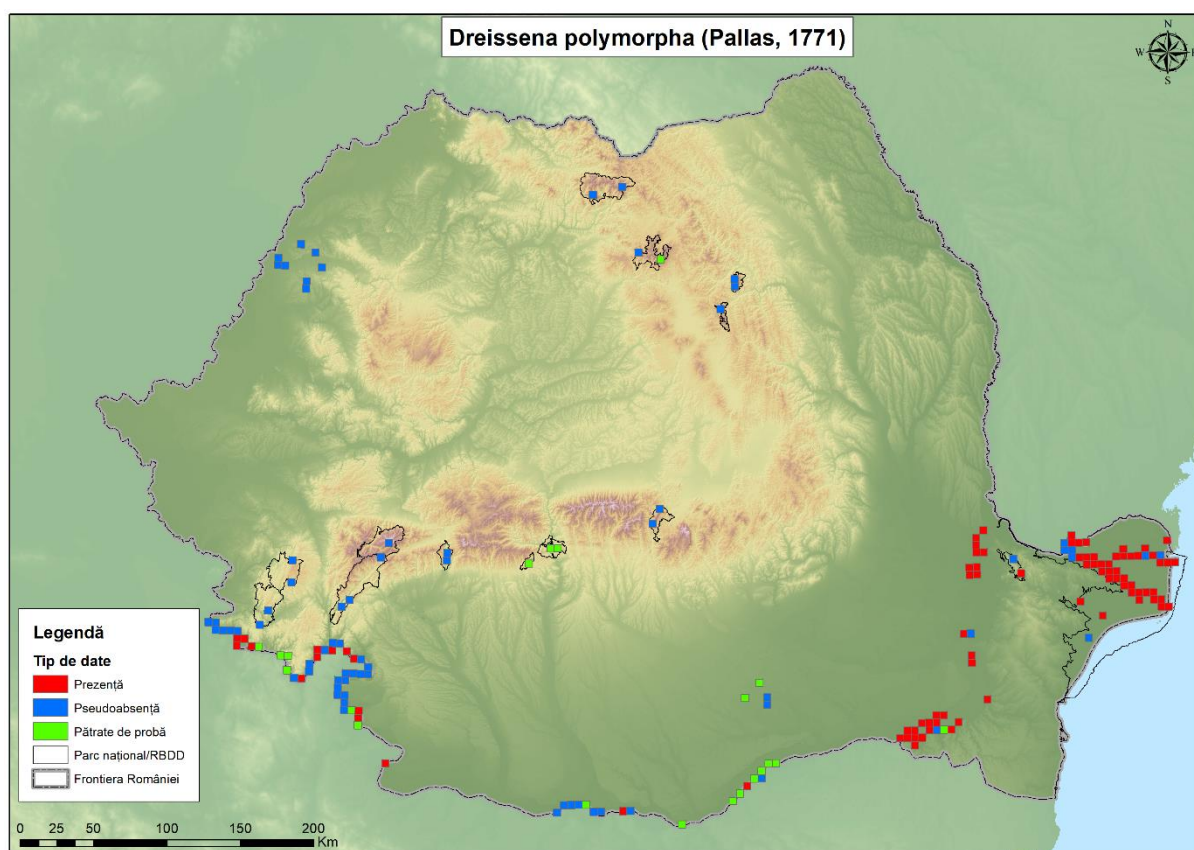 Dreissena polymorpha (Pallas, 1771)
N
W E
S
Legendă
Tip de date
Prezență
Pseudoabsență
Pătrate de probă
Parc național/RBDD
Frontiera României
0 25 50 100 150 200
Km